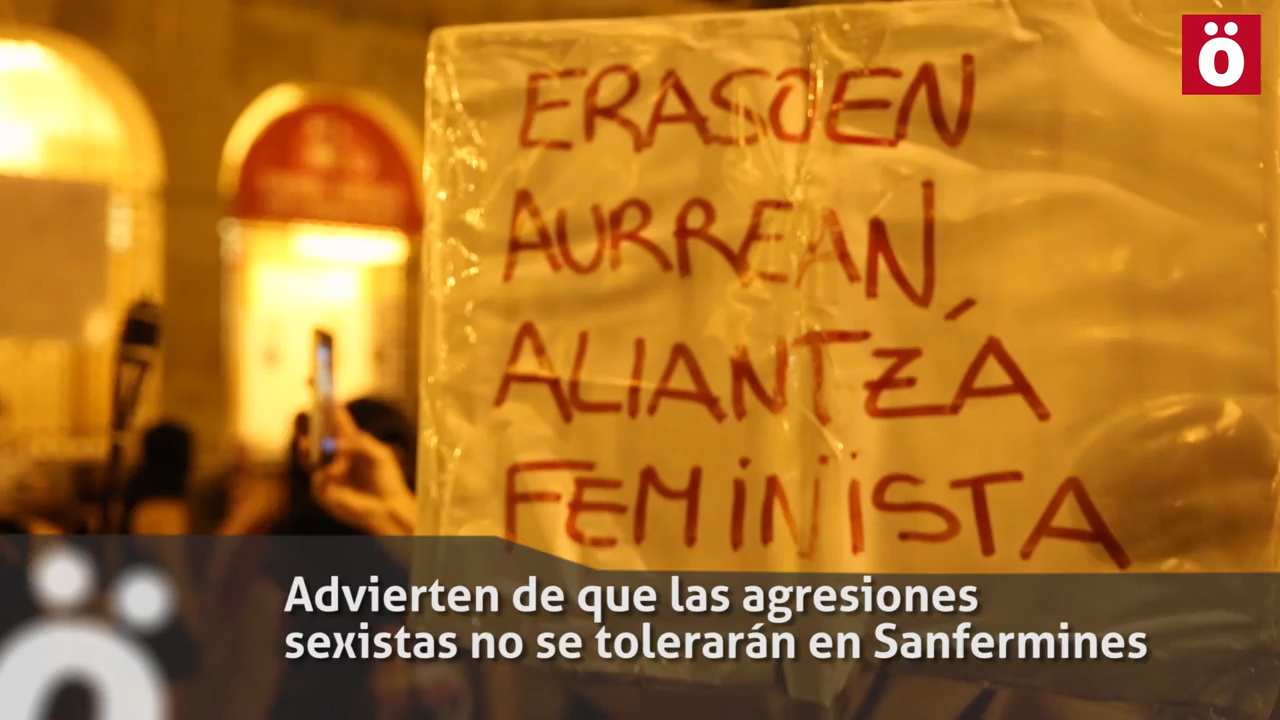 ö
ERASOEN
AURREAN,
ALIANTZA
FEMINISTA
Advierten de que las agresiones
sexistas no se tolerarán en Sanfermines
ö